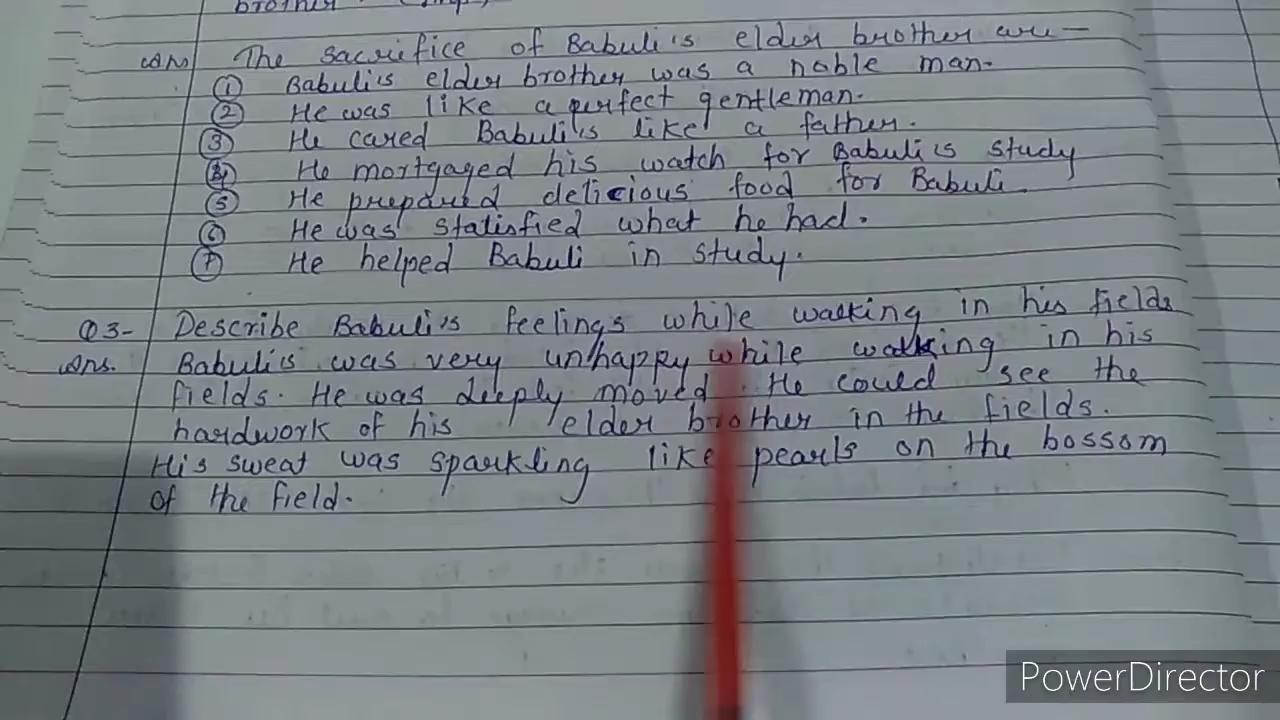 brother
Ans The sacrifice of Babuli's elder brother are-
① Babuli's elder brother was a noble man.
② He was like a perfect gentleman.
③ He cared Babuli's like a father.
④ He mortgaged his watch for Babuli's study
⑤ He prepared delicious food for Babuli.
⑥ He was statisfied what he had.
⑦ He helped Babuli in study.
Q3- Describe Babuli's feelings while walking in his fields
Ans. Babuli's was very unhappy while walking in his
fields. He was deeply moved. He could see the
hardwork of his elder brother in the fields.
His sweat was sparkling like pearls on the bossom
of the field.
PowerDirector